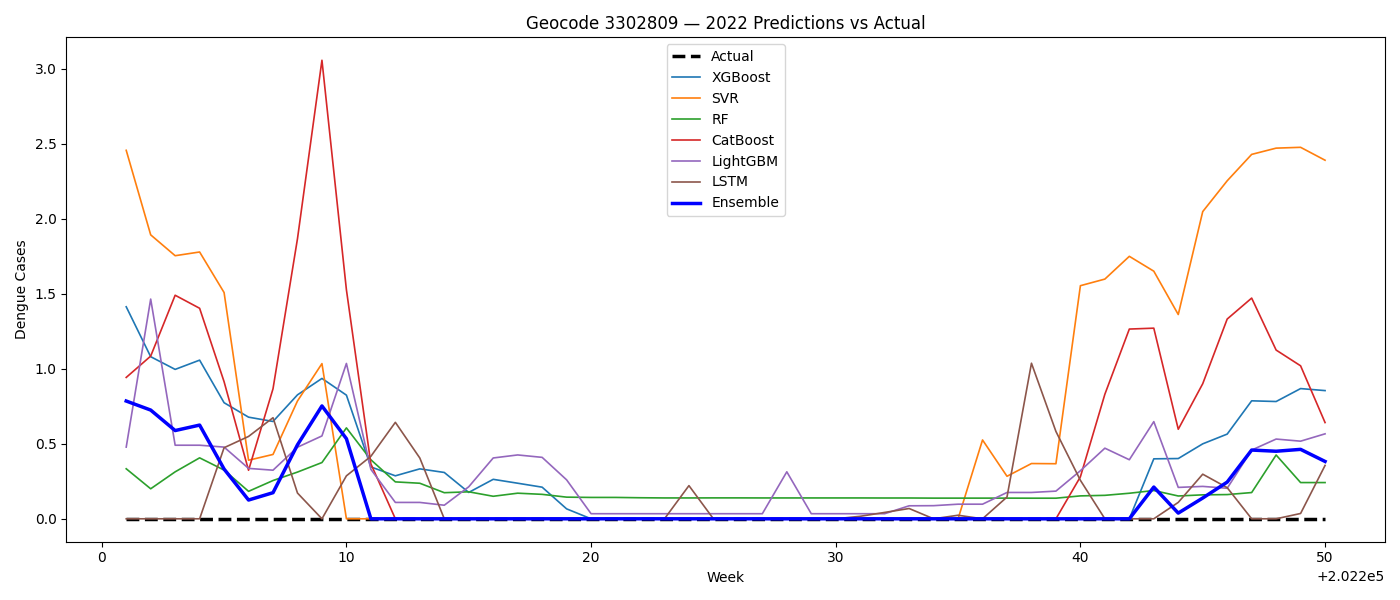 Geocode 3302809 — 2022 Predictions vs Actual
Actual
XGBoost
SVR
RF
CatBoost
LightGBM
LSTM
Ensemble
Dengue Cases
3.0
2.5
2.0
1.5
1.0
0.5
0.0
0 10 20 30 40 50
Week
+2.022e5